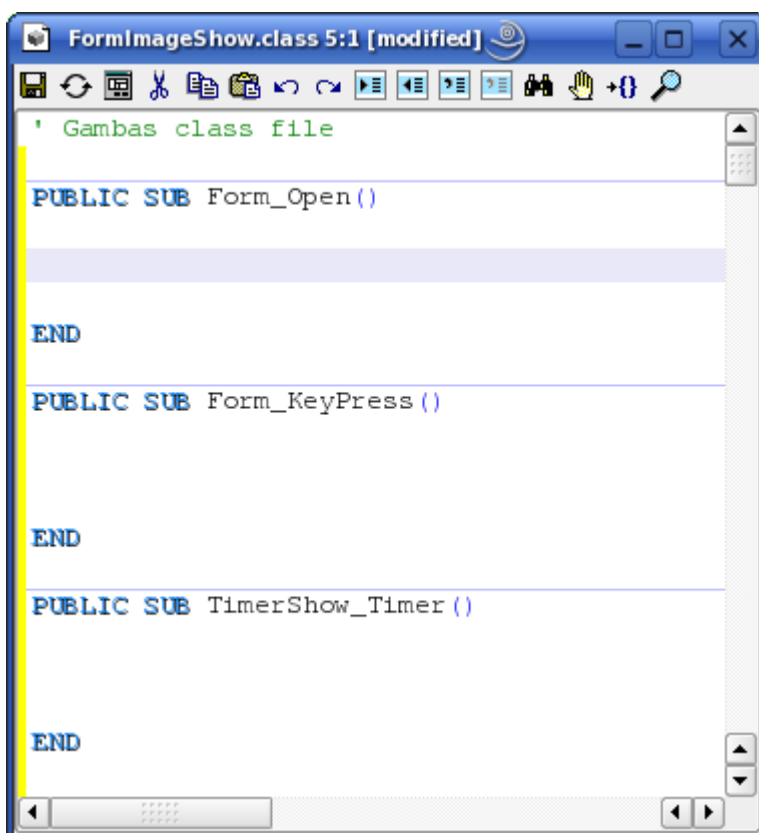 FormImageShow.class 5:1 [modified]
' Gambas class file
PUBLIC SUB Form_Open()
END
PUBLIC SUB Form_KeyPress()
END
PUBLIC SUB TimerShow_Timer()
END